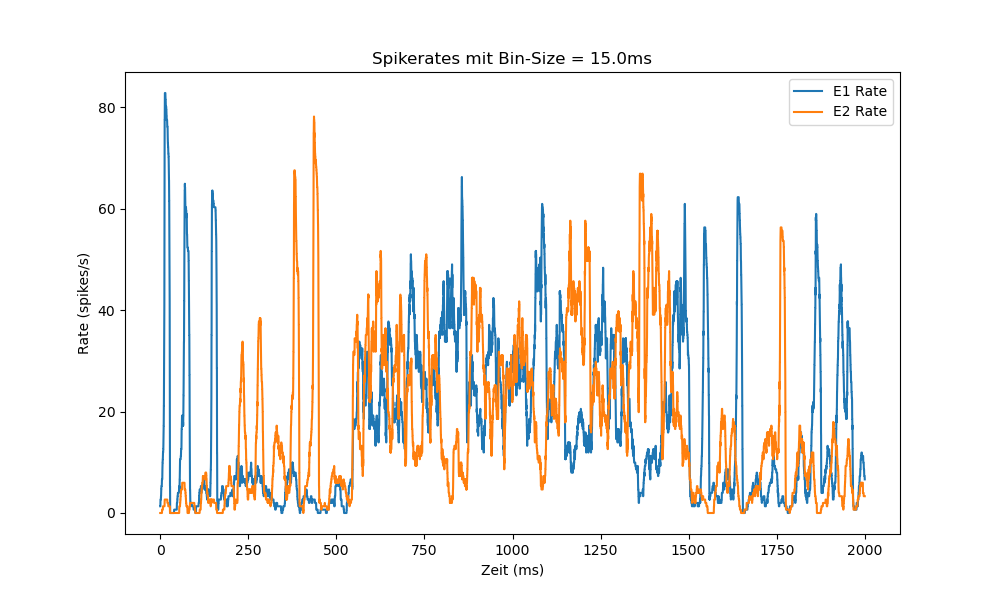 Spikerates mit Bin-Size = 15.0ms
E1 Rate
E2 Rate
80
60
40
20
0
Rate (spikes/s)
0 250 500 750 1000 1250 1500 1750 2000
Zeit (ms)